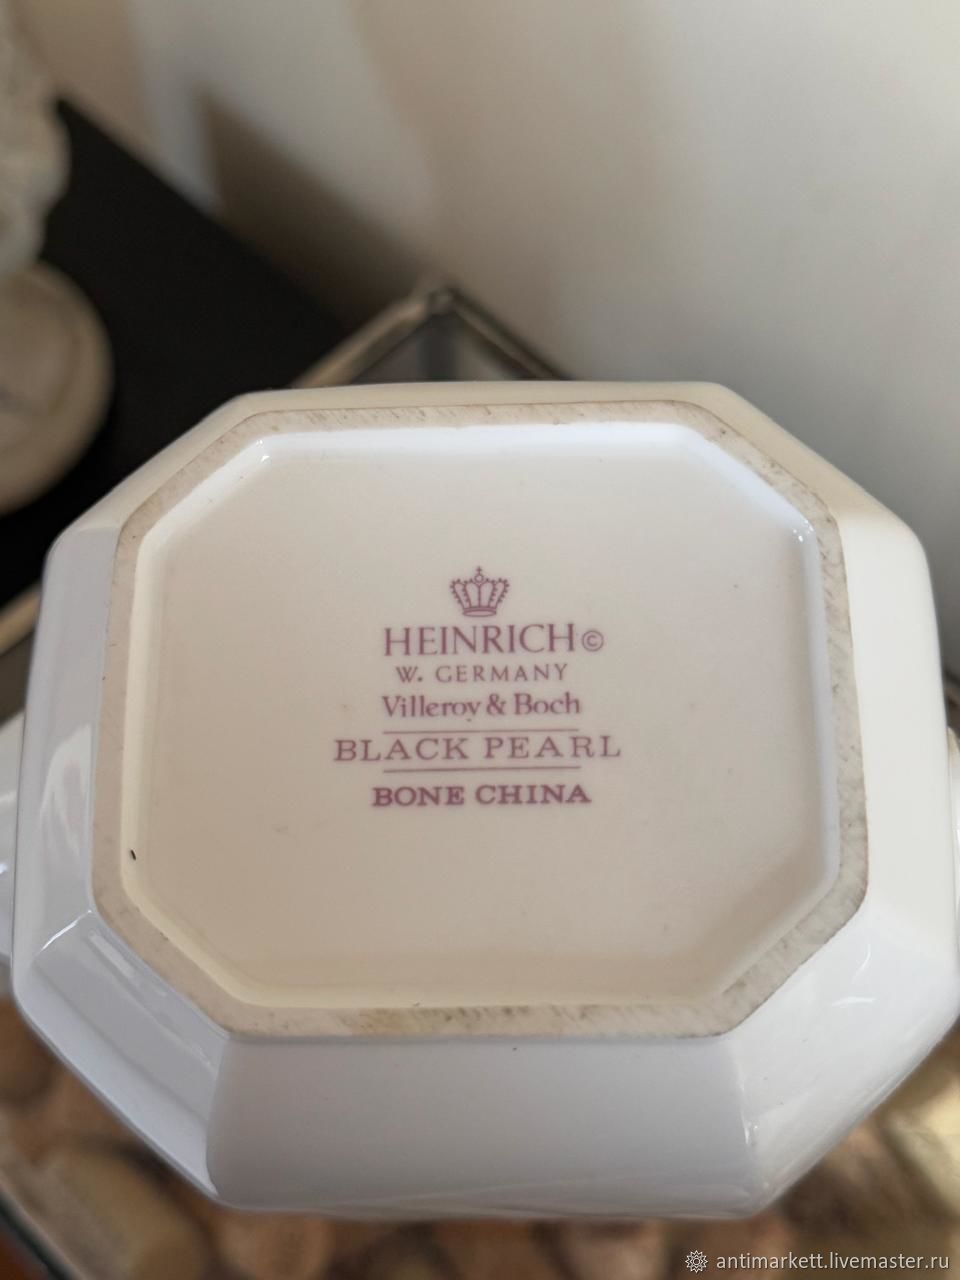 HEINRICH©
W. GERMANY
Villeroy & Boch
BLACK PEARL
BONE CHINA
antimarkett.livemaster.ru